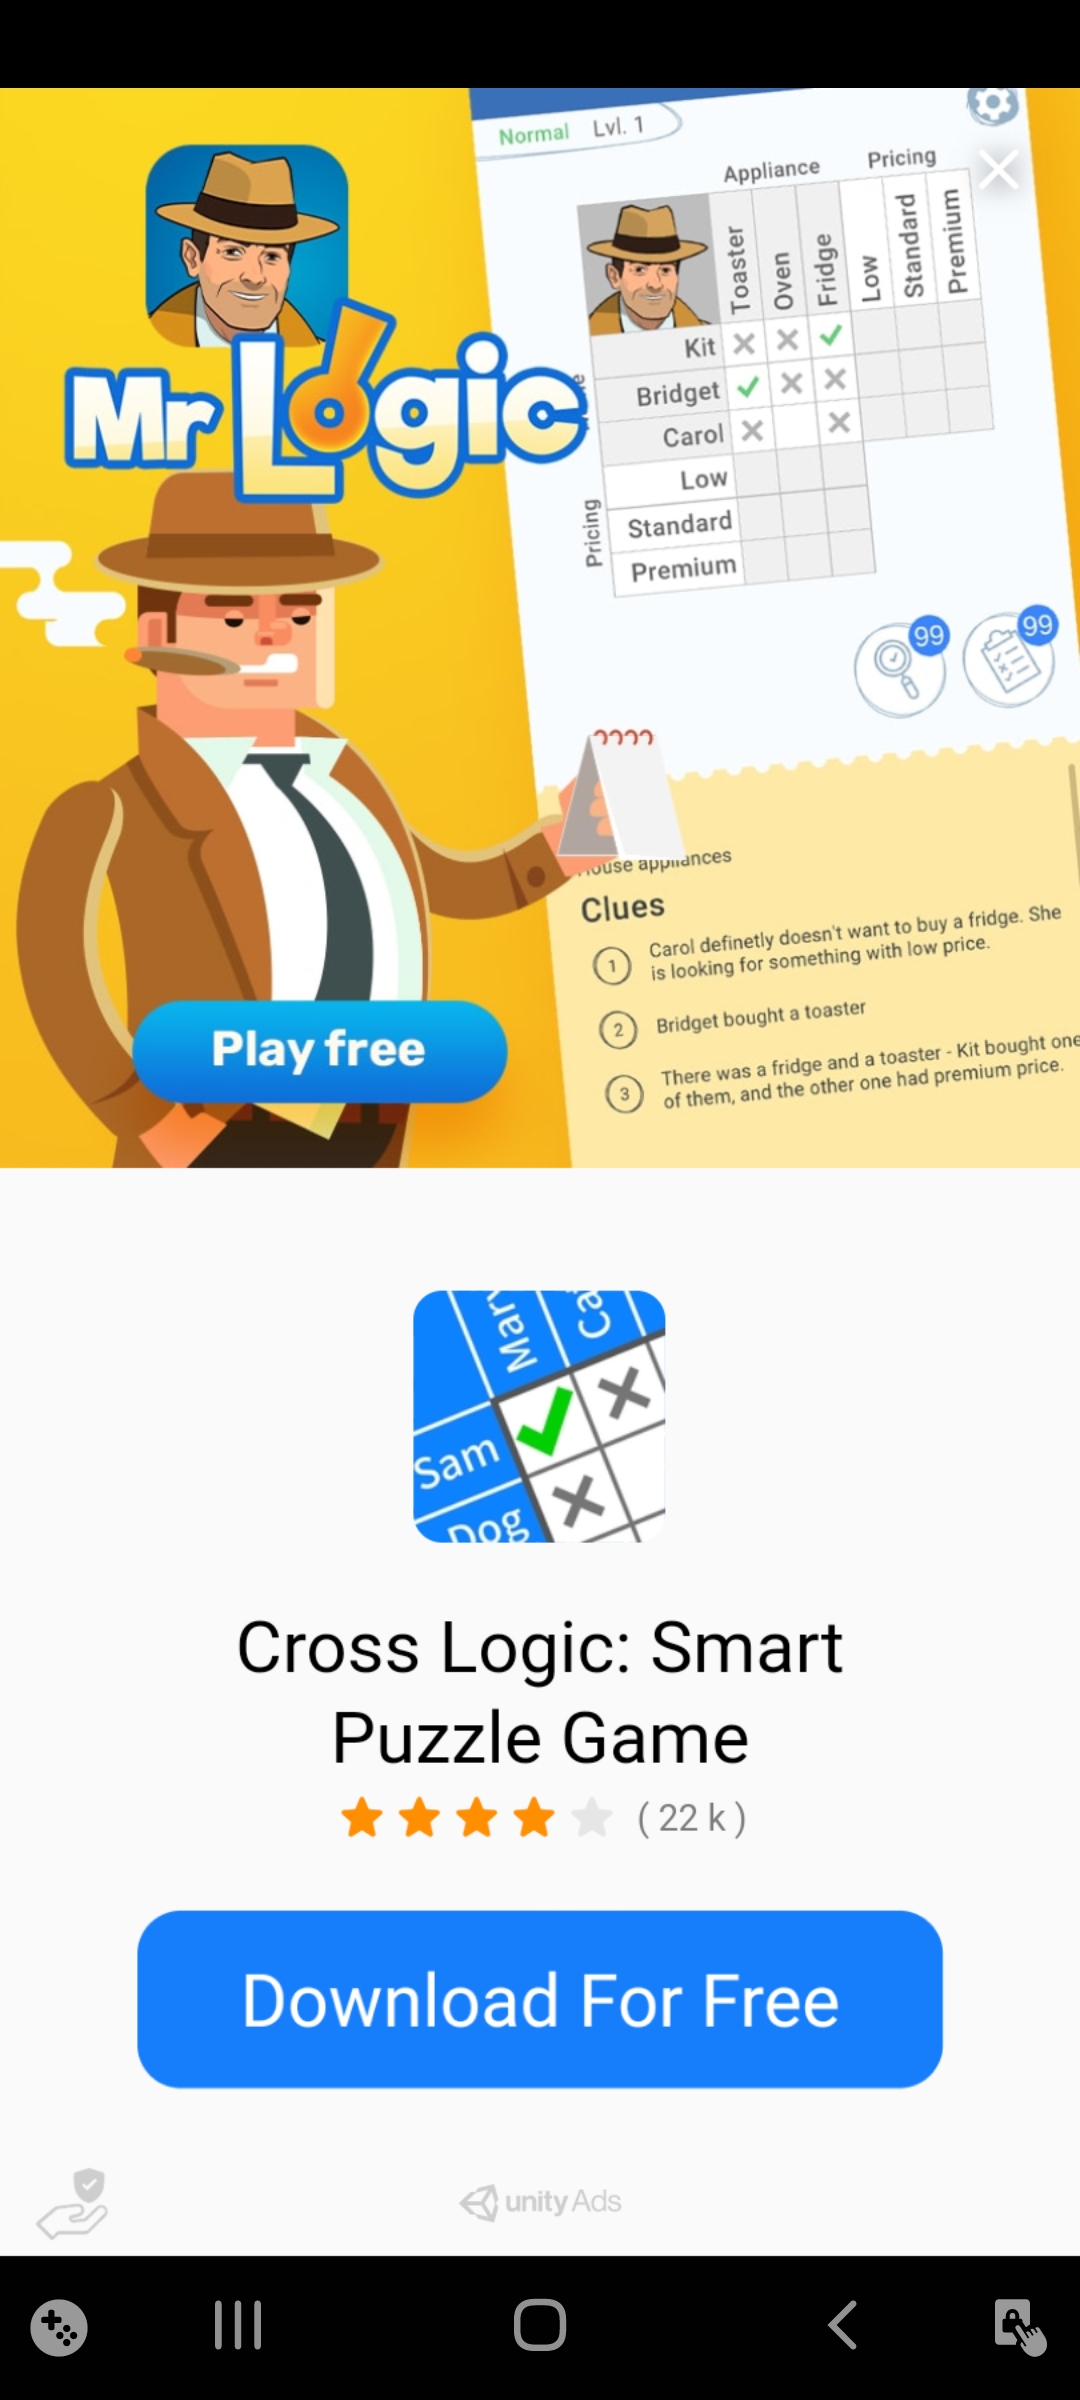 Normal Lvl. 1
Appliance Pricing
Toaster
Oven
Fridge
Low
Standard
Premium
Kit
Bridget
Carol
Pricing
Low
Standard
Premium
Mr Logic
99
99
House appliances
Clues
1 Carol definetly doesn't want to buy a fridge. She
is looking for something with low price.
2 Bridget bought a toaster
3 There was a fridge and a toaster - Kit bought one
of them, and the other one had premium price.
Play free
Mary
Ca
Sam
Dog
Cross Logic: Smart
Puzzle Game
( 22 k )
Download For Free
unity Ads